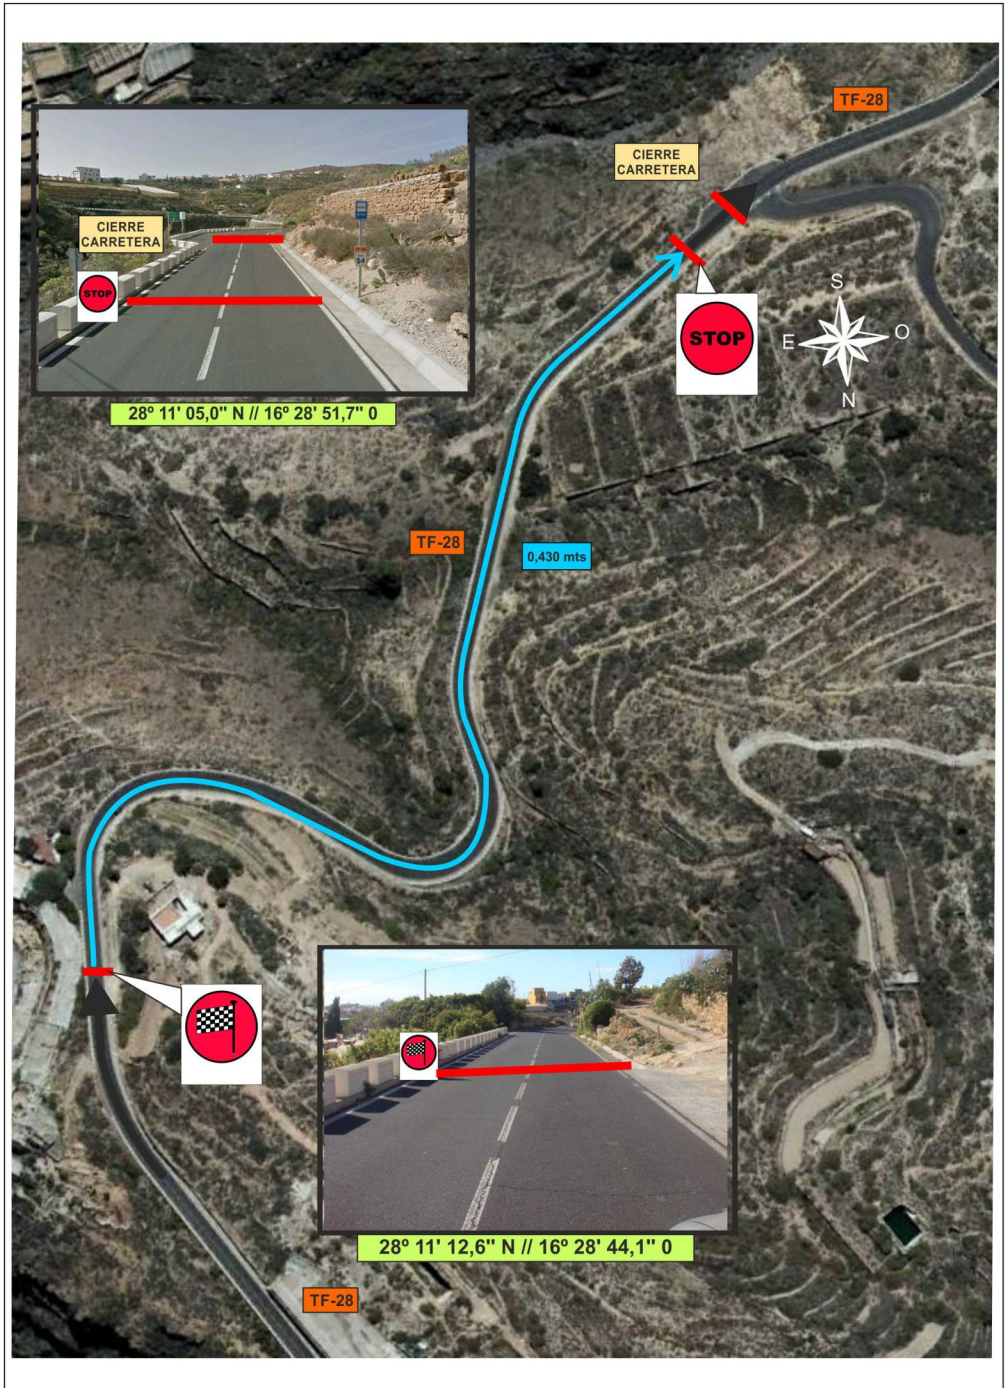 TF-28
CIERRE
CARRETERA
CIERRE
CARRETERA
STOP
54
28º 11' 05,0" N // 16º 28' 51,7" 0
STOP
S
E
O
N
TF-28
0,430 mts
28º 11' 12,6" N // 16º 28' 44,1" 0
TF-28